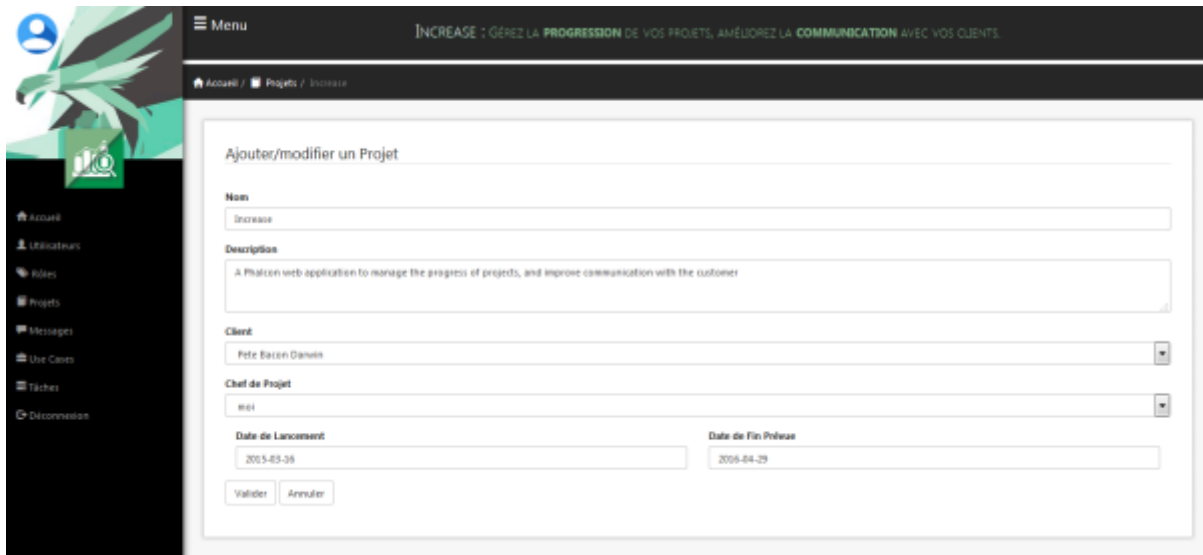 Menu
INCREASE : GÉREZ LA PROGRESSION DE VOS PROJETS, AMÉLIOREZ LA COMMUNICATION AVEC VOS CLIENTS.
Accueil / Projets / Increase
Accueil
Utilisateurs
Rôles
Projets
Messages
Use Cases
Tâches
Déconnexion
Ajouter/modifier un Projet
Nom
Increase
Description
A Phalcon web application to manage the progress of projects, and improve communication with the customer
Client
Pete Bacon Darwin
Chef de Projet
moi
Date de Lancement Date de Fin Prévue
2015-03-16 2016-04-29
Valider Annuler